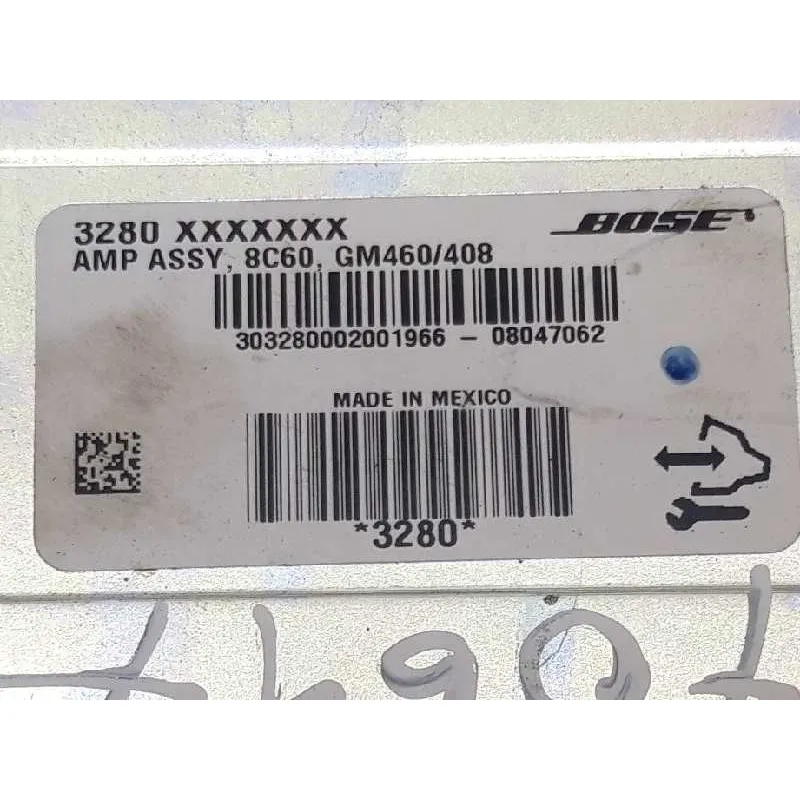 3280 XXXXXXX
BOSE
AMP ASSY, 8C60, GM460/408
303280002001966 - 08047062
MADE IN MEXICO
*3280*